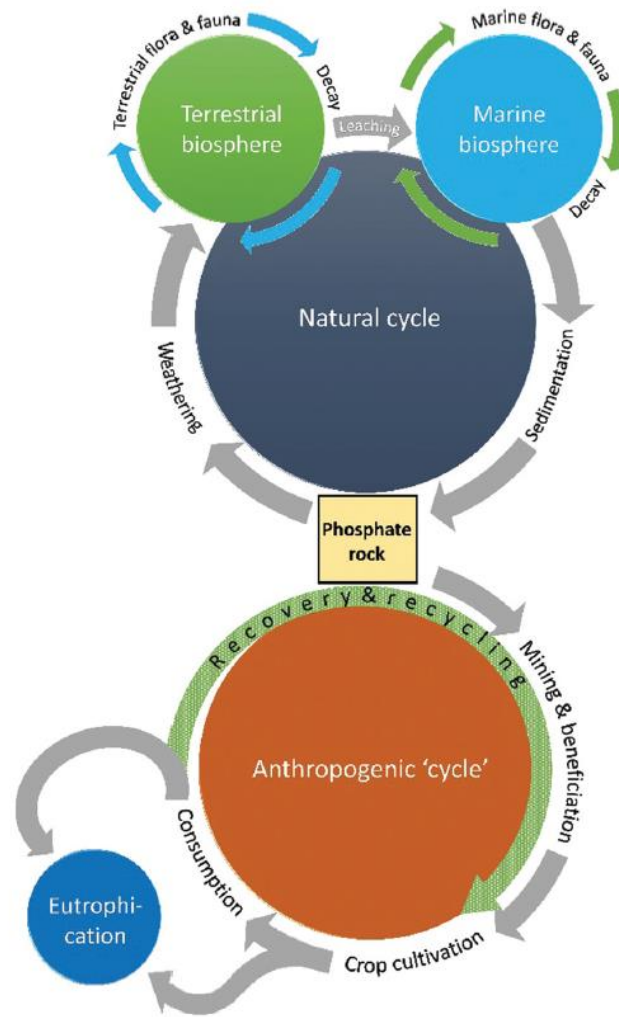 Terrestrial flora & fauna
Decay
Terrestrial
biosphere
Leaching
Marine flora & fauna
Decay
Marine
biosphere
Natural cycle
Weathering
Sedimentation
Phosphate
rock
Recovery & recycling
Mining & beneficiation
Anthropogenic ‘cycle’
Consumption
Crop cultivation
Eutrophi-
cation